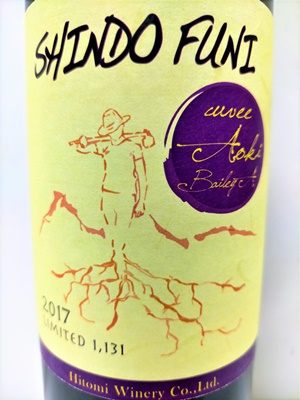 SHINDO FUNI
cuvee
Aoki
Bailey A
2017
LIMITED 1,131
Hitomi Winery Co.,Ltd.